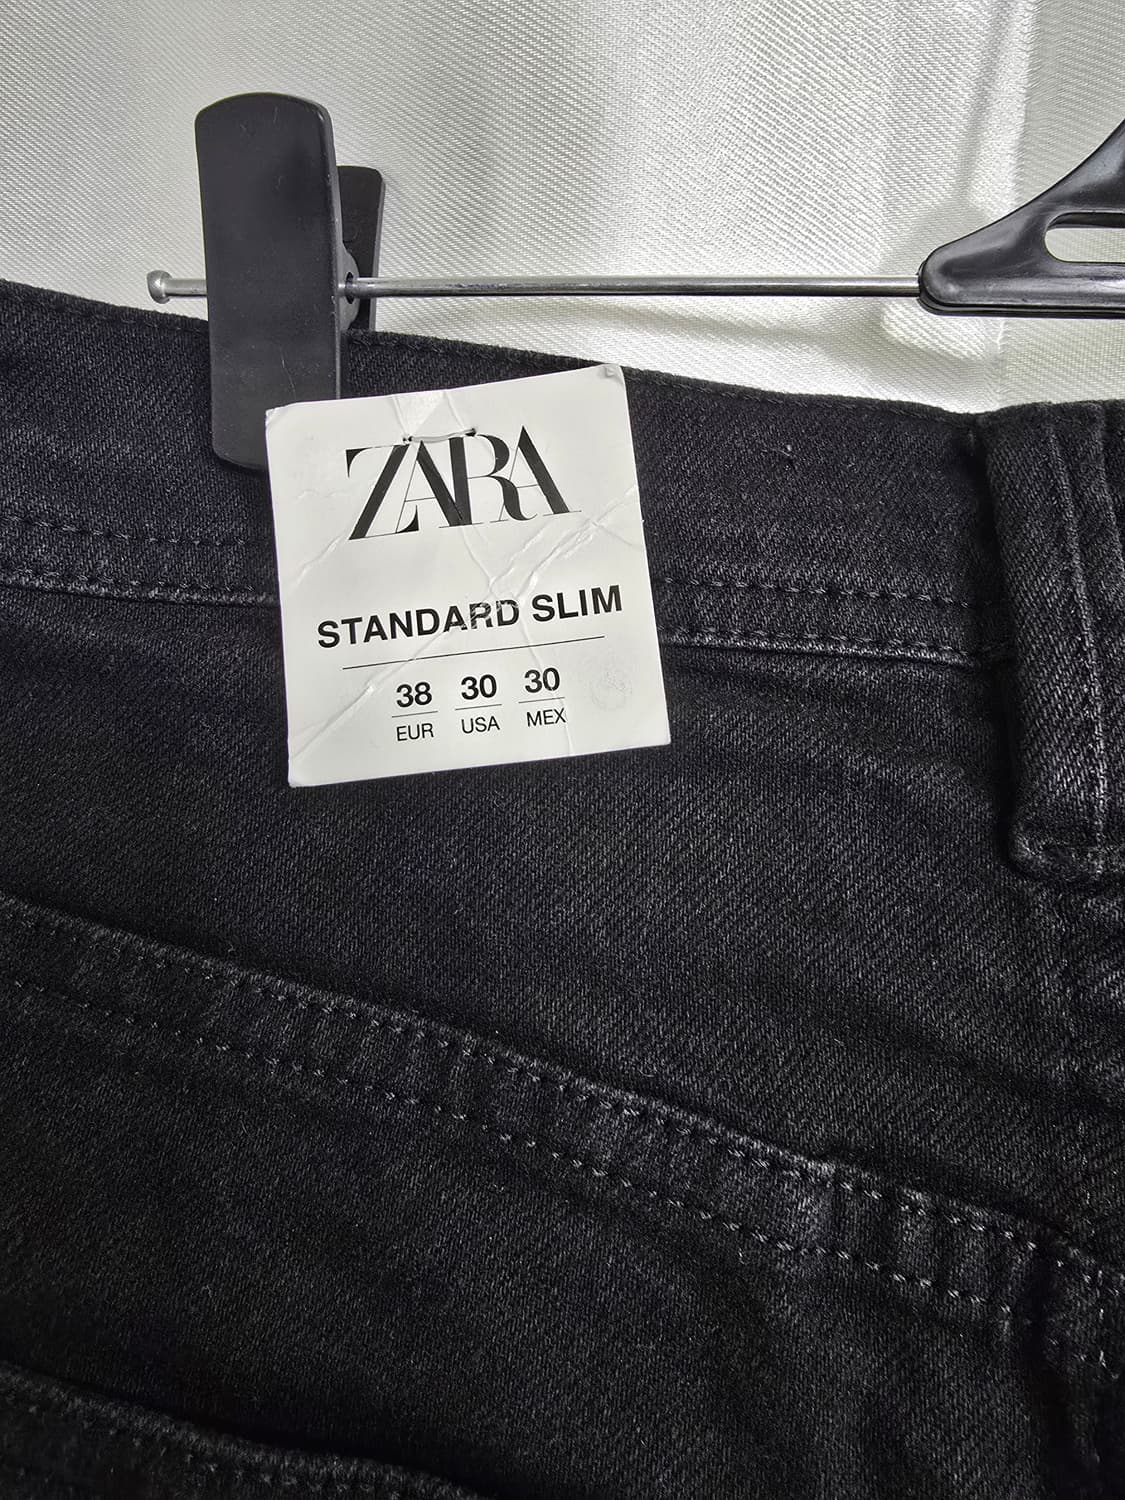 ZARA
STANDARD SLIM
38 30 30
EUR USA MEX